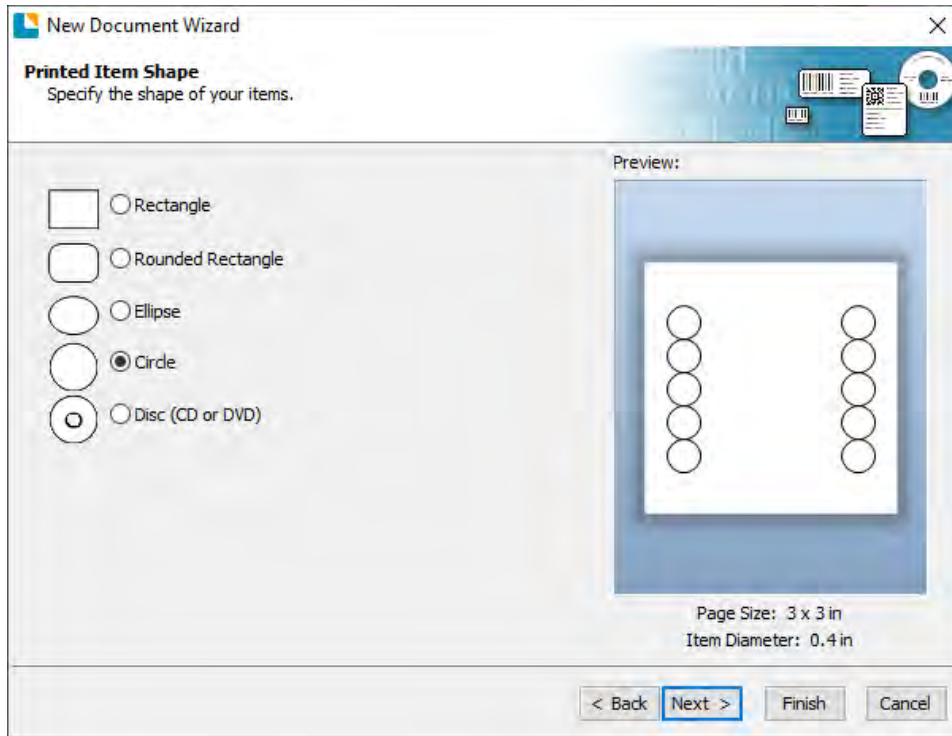 New Document Wizard
Printed Item Shape
Specify the shape of your items.
Preview:
Rectangle
Rounded Rectangle
Ellipse
Circle
Disc (CD or DVD)
Page Size: 3 x 3 in
Item Diameter: 0.4 in
< Back
Next >
Finish
Cancel